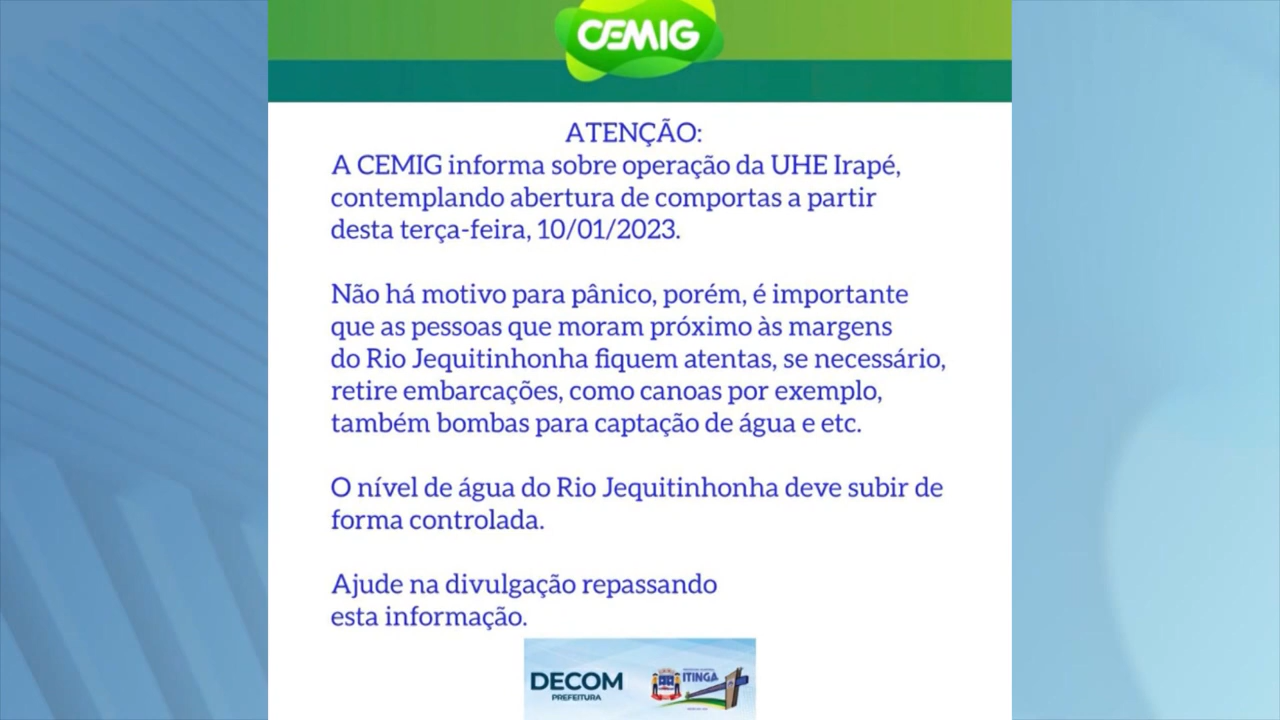 CEMIG
ATENÇÃO:
A CEMIG informa sobre operação da UHE Irapé,
contemplando abertura de comportas a partir
desta terça-feira, 10/01/2023.
Não há motivo para pânico, porém, é importante
que as pessoas que moram próximo às margens
do Rio Jequitinhonha fiquem atentas, se necessário,
retire embarcações, como canoas por exemplo,
também bombas para captação de água e etc.
O nível de água do Rio Jequitinhonha deve subir de
forma controlada.
Ajude na divulgação repassando
esta informação.
DECOM
PREFEITURA
ITINGA